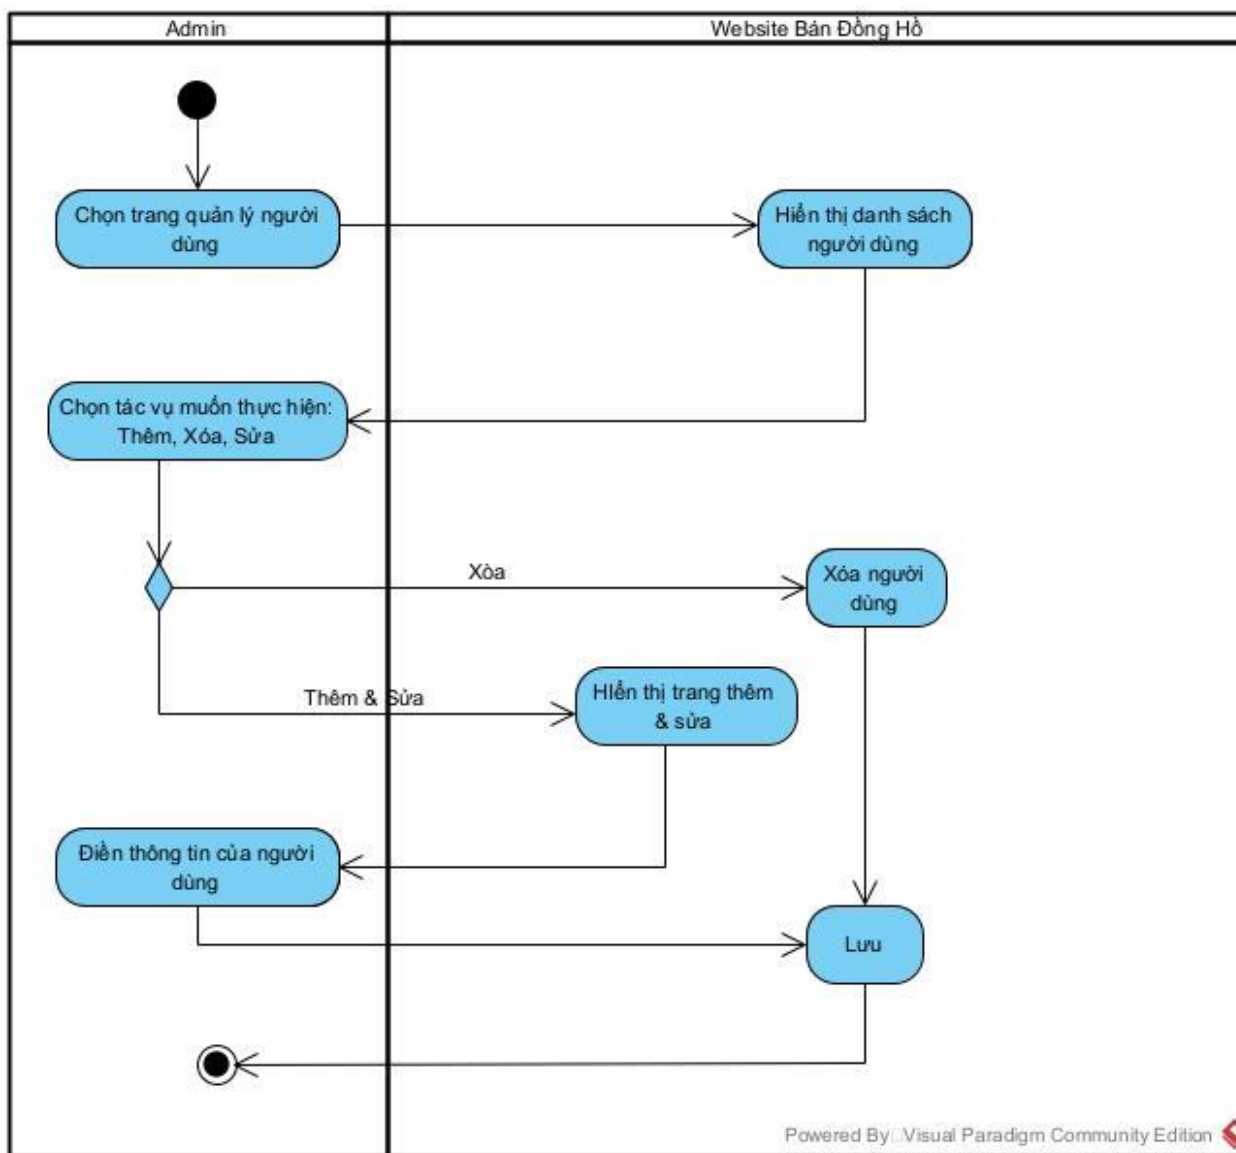 Admin
Website Bán Đồng Hồ
Chọn trang quản lý người
dùng
Hiển thị danh sách
người dùng
Chọn tác vụ muốn thực hiện:
Thêm, Xóa, Sửa
Xòa
Xóa người
dùng
Thêm & Sửa
HIển thị trang thêm
& sửa
Điền thông tin của người
dùng
Lưu
Powered By Visual Paradigm Community Edition